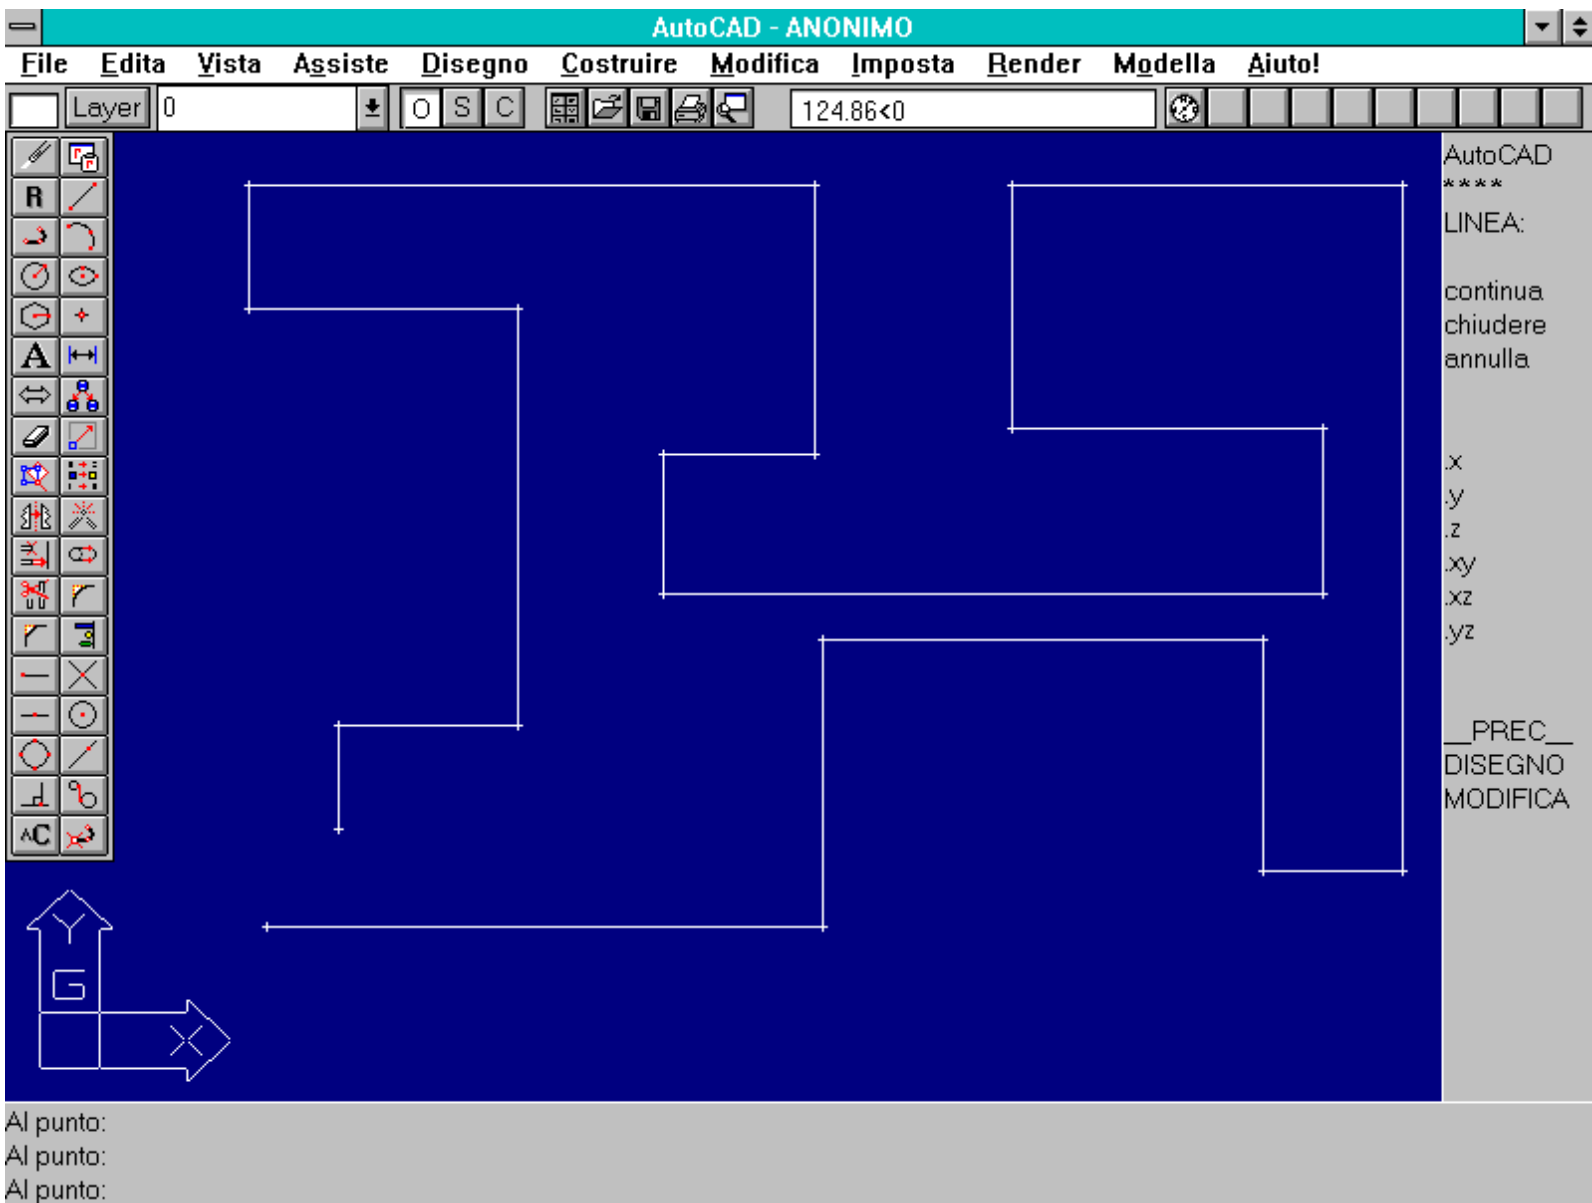 AutoCAD - ANONIMO
File Edita Vista Assiste Disegno Costruire Modifica Imposta Render Modella Aiuto!
Layer 0 O S C 124.86<0
AutoCAD
* * * *
LINEA:
continua
chiudere
annulla
.x
.y
.z
.xy
.xz
.yz
__PREC__
DISEGNO
MODIFICA
R
A
^C
Y
G
X
Al punto:
Al punto:
Al punto: